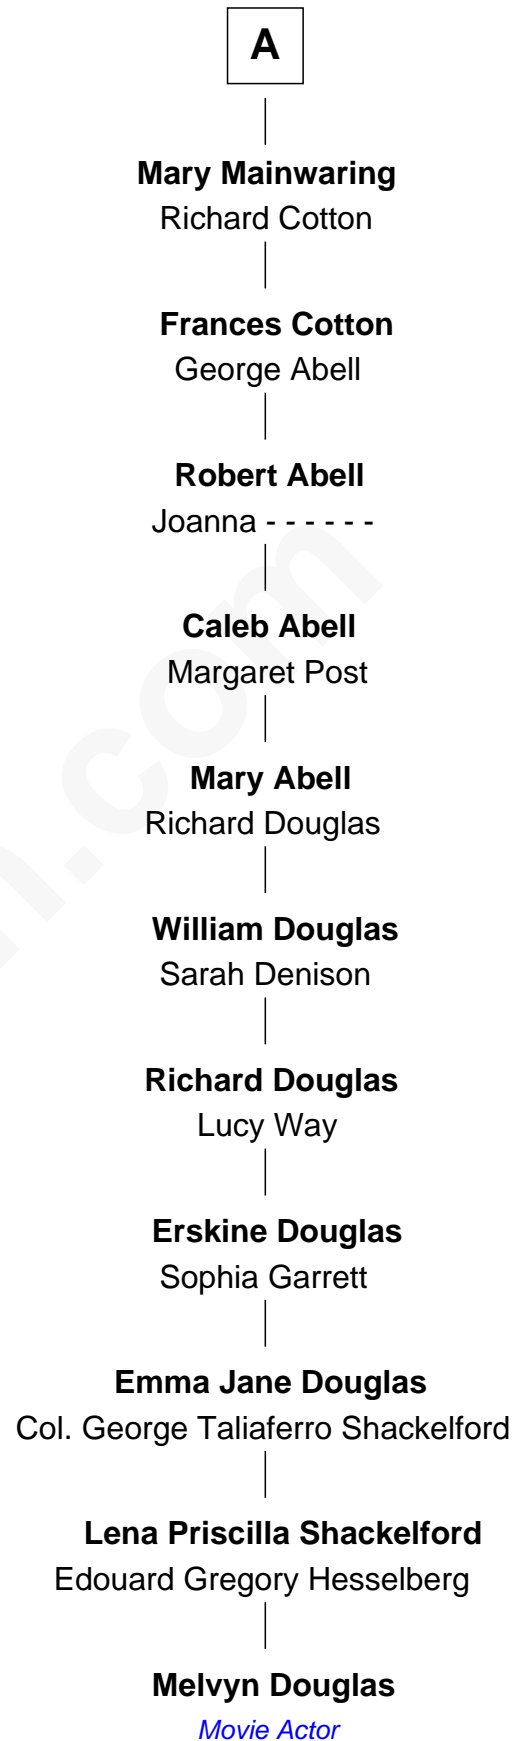 A
Mary Mainwaring
Richard Cotton
Frances Cotton
George Abell
Robert Abell
Joanna - - - - - -
Caleb Abell
Margaret Post
Mary Abell
Richard Douglas
William Douglas
Sarah Denison
Richard Douglas
Lucy Way
Erskine Douglas
Sophia Garrett
Emma Jane Douglas
Col. George Taliaferro Shackelford
Lena Priscilla Shackelford
Edouard Gregory Hesselberg
Melvyn Douglas
Movie Actor
n.com